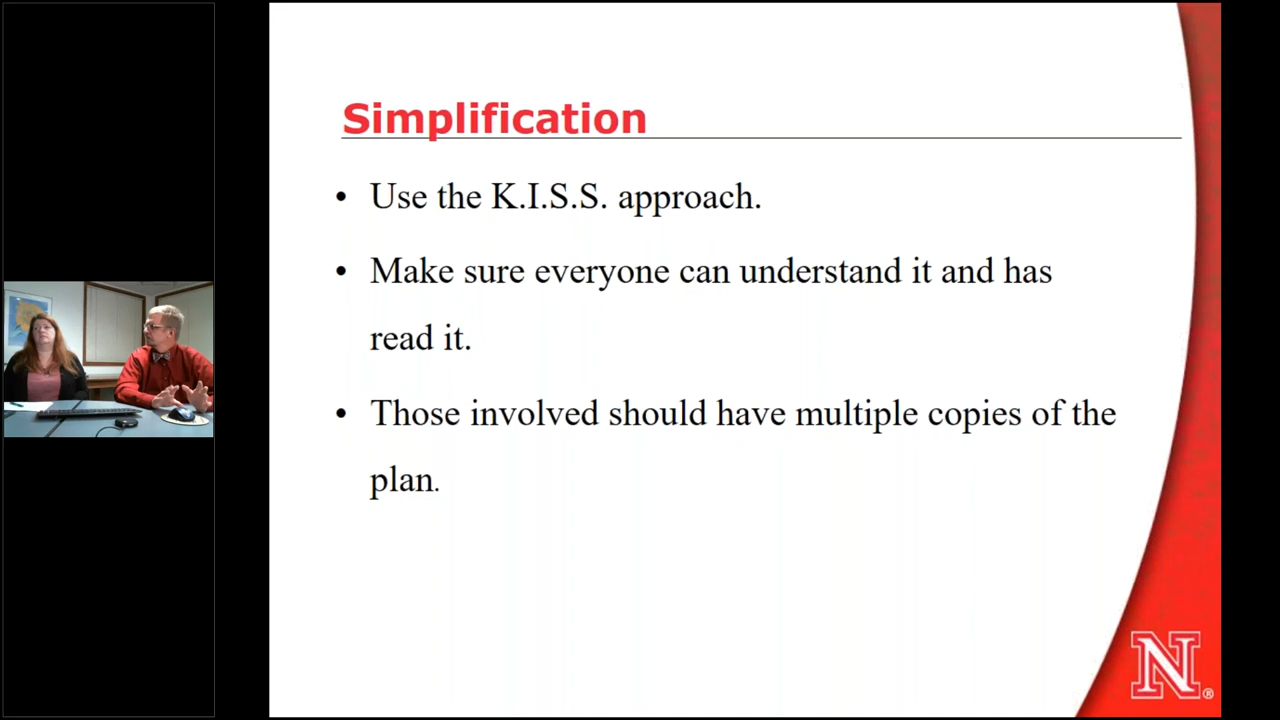 Simplification
• Use the K.I.S.S. approach.
• Make sure everyone can understand it and has
read it.
• Those involved should have multiple copies of the
plan.
N®